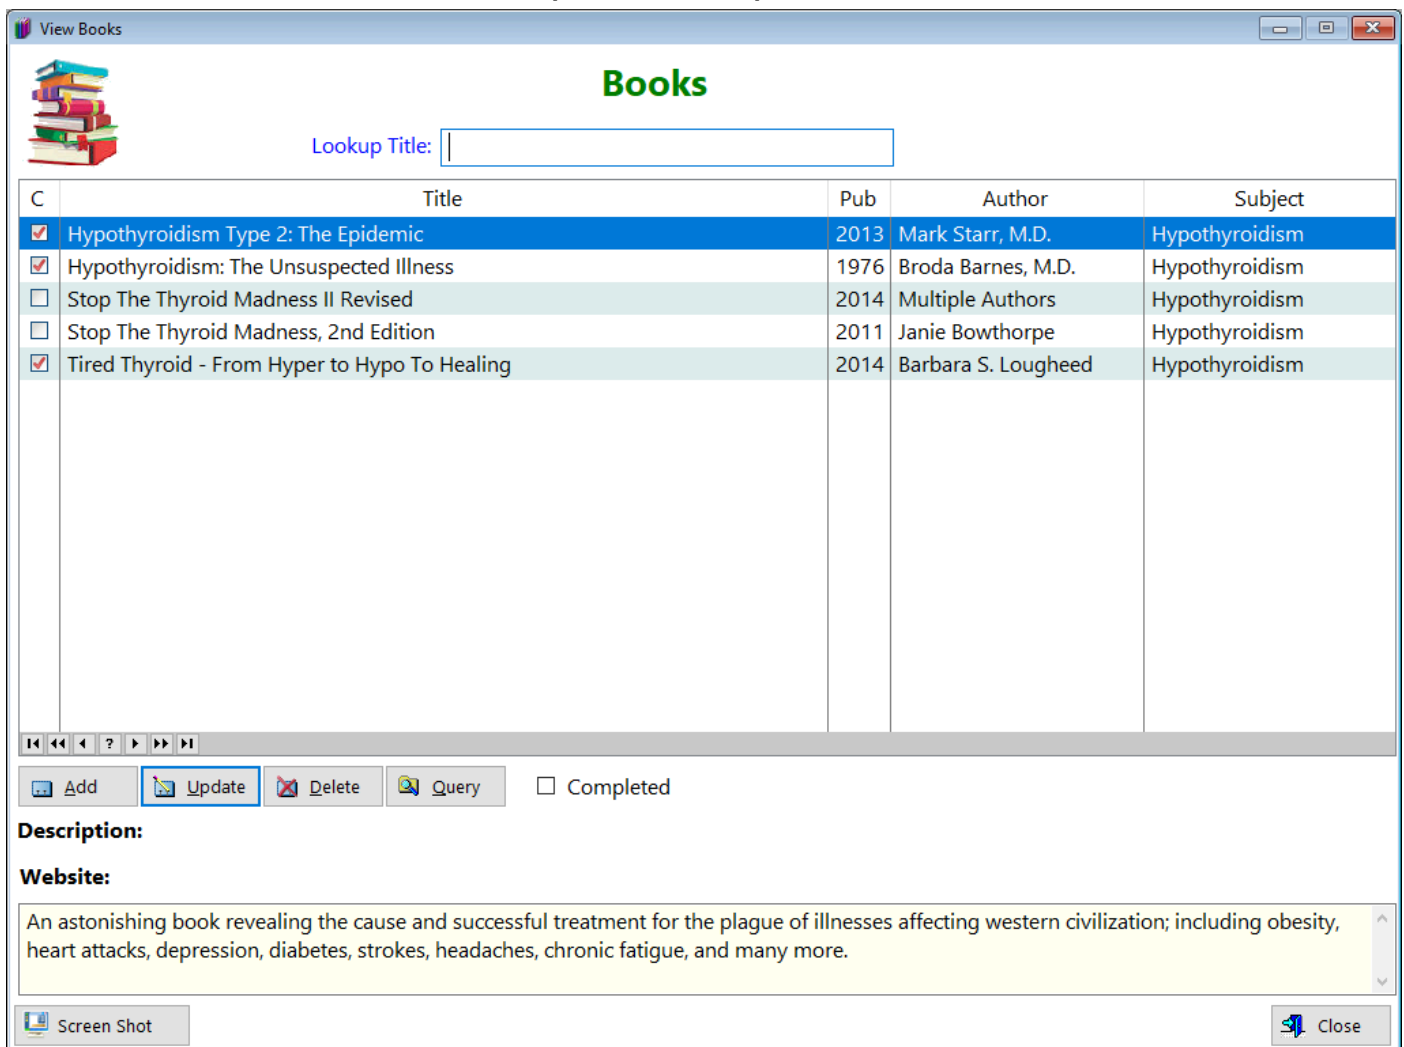 View Books
Books
Lookup Title:
C Title Pub Author Subject
Hypothyroidism Type 2: The Epidemic 2013 Mark Starr, M.D. Hypothyroidism
Hypothyroidism: The Unsuspected Illness 1976 Broda Barnes, M.D. Hypothyroidism
Stop The Thyroid Madness II Revised 2014 Multiple Authors Hypothyroidism
Stop The Thyroid Madness, 2nd Edition 2011 Janie Bowthorpe Hypothyroidism
Tired Thyroid - From Hyper to Hypo To Healing 2014 Barbara S. Lougheed Hypothyroidism
?
Add Update Delete Query Completed
Description:
Website:
An astonishing book revealing the cause and successful treatment for the plague of illnesses affecting western civilization; including obesity,
heart attacks, depression, diabetes, strokes, headaches, chronic fatigue, and many more.
Screen Shot Close